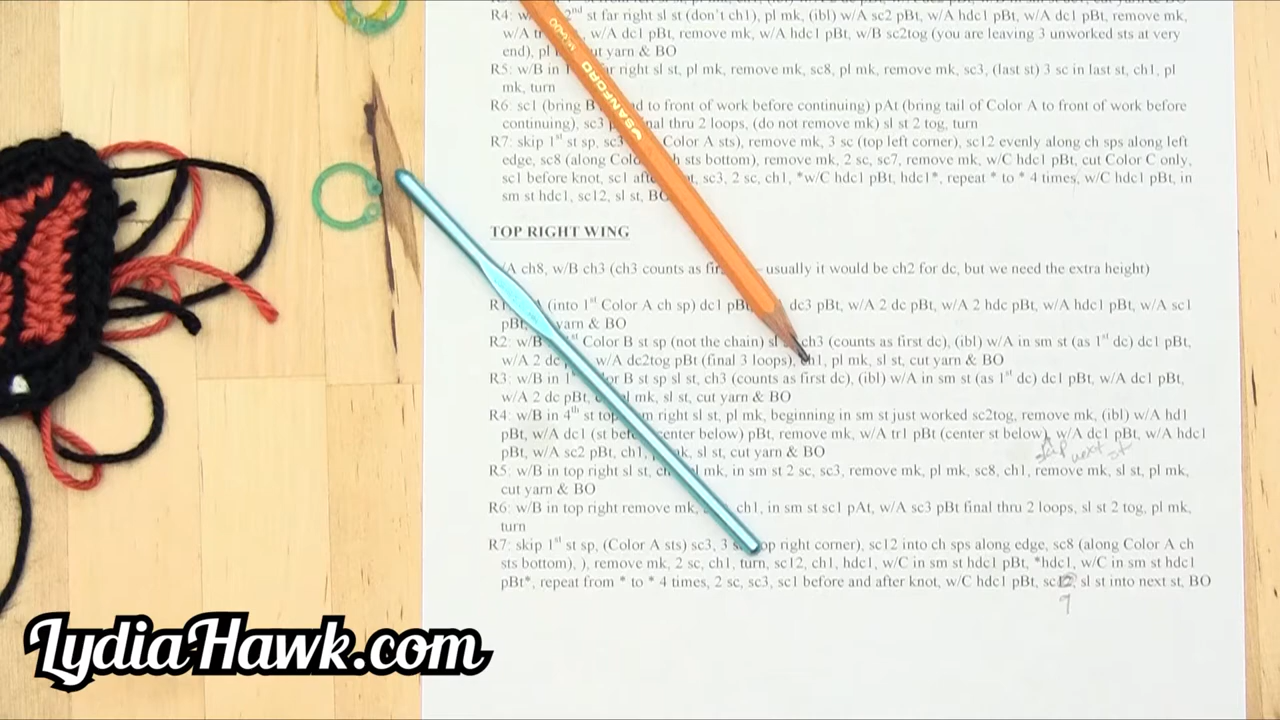 R4: w/ 2nd st far right sl st (don't ch1), pl mk, (ibl) w/A sc2 pBt, w/A hdc1 pBt, w/A dc1 pBt, remove mk,
w/A tr w/A dc1 pBt, remove mk, w/A hdc1 pBt, w/B sc2tog (you are leaving 3 unworked sts at very
end), pl cut yarn & BO
R5: w/B in right sl st, pl mk, remove mk, sc8, pl mk, remove mk, sc3, (last st) 3 sc in last st, ch1, pl
mk, turn
R6: sc1 (bring B to front of work before continuing) pAt (bring tail of Color A to front of work before
continuing), sc3 thru 2 loops, (do not remove mk) sl st 2 tog, turn
R7: skip 1st st sp, sc3 Color A sts), remove mk, 3 sc (top left corner), sc12 evenly along ch sps along left
edge, sc8 (along sts bottom), remove mk, 2 sc, sc7, remove mk, w/C hdc1 pBt, cut Color C only,
sc1 before knot, sc1 sc3, 2 sc, ch1, *w/C hdc1 pBt, hdc1*, repeat * to * 4 times, w/C hdc1 pBt, in
sm st hdc1, sc12, sl st, BO
TOP RIGHT WING
ch8, w/B ch3 (ch3 counts as usually it would be ch2 for dc, but we need the extra height)
(into 1st Color A ch sp) dc1 pBt, dc3 pBt, w/A 2 dc pBt, w/A 2 hdc pBt, w/A hdc1 pBt, w/A sc1
pBt, yarn & BO
R2: w/B Color B st sp (not the chain) sl ch3 (counts as first dc), (ibl) w/A in sm st (as 1st dc) dc1 pBt,
w/A 2 dc w/A dc2tog pBt (final 3 loops), ch1, pl mk, sl st, cut yarn & BO
R3: w/B in B st sp sl st, ch3 (counts as first dc), (ibl) w/A in sm st (as 1st dc) dc1 pBt, w/A dc1 pBt,
w/A 2 dc pBt, mk, sl st, cut yarn & BO
R4: w/B in 4th st right sl st, pl mk, beginning in sm st just worked sc2tog, remove mk, (ibl) w/A hd1
pBt, w/A dc1 (st center below) pBt, remove mk, w/A tr1 pBt (center st below), w/A dc1 pBt, w/A hdc1
skip next st
pBt, w/A sc2 pBt, ch1, sl st, cut yarn & BO
R5: w/B in top right sl st, mk, in sm st 2 sc, sc3, remove mk, pl mk, sc8, ch1, remove mk, sl st, pl mk,
cut yarn & BO
R6: w/B in top right remove mk, ch1, in sm st sc1 pAt, w/A sc3 pBt final thru 2 loops, sl st 2 tog, pl mk,
turn
R7: skip 1st st sp, (Color A sts) sc3, 3 top right corner), sc12 into ch sps along edge, sc8 (along Color A ch
sts bottom), ), remove mk, 2 sc, ch1, turn, sc12, ch1, hdc1, w/C in sm st hdc1 pBt, *hdc1, w/C in sm st hdc1
pBt*, repeat from * to * 4 times, 2 sc, sc3, sc1 before and after knot, w/C hdc1 pBt, sc12 sl st into next st, BO
9
SANFORD
LydiaHawk.com